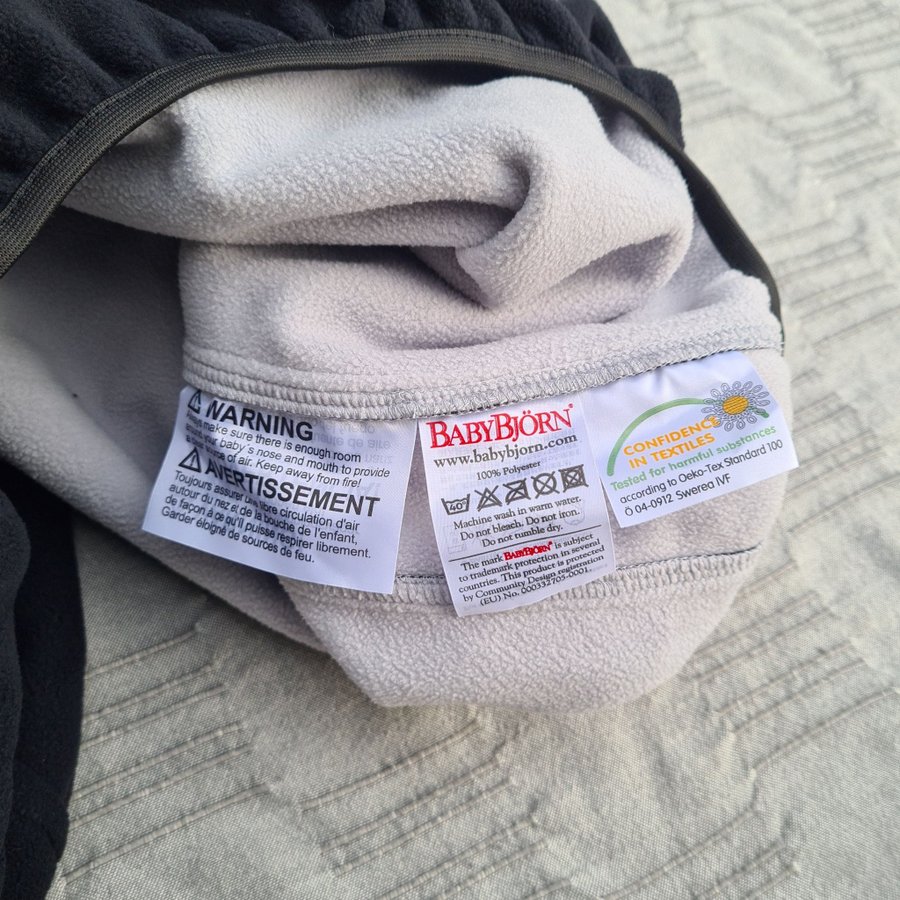 WARNING
make sure there is enough room
your baby's nose and mouth to provide
source of air. Keep away from fire!
AVERTISSEMENT
Toujours assurer une libre circulation d'air
autour du nez et de la bouche de l'enfant,
de façon à ce qu'il puisse respirer librement.
Garder éloigné de sources de feu.
BABYBJÖRN®
www.babybjorn.com
100% Polyester
40°
Machine wash in warm water.
Do not bleach. Do not iron.
Do not tumble dry.
The mark BABYBJÖRN® is subject
to trademark protection in several
countries. This product is protected
by Community Design registration
(EU) No. 000332705-0001.
CONFIDENCE
IN TEXTILES
Tested for harmful substances
according to Oeko-Tex Standard 100
Ö 04-0912 Swerea IVF